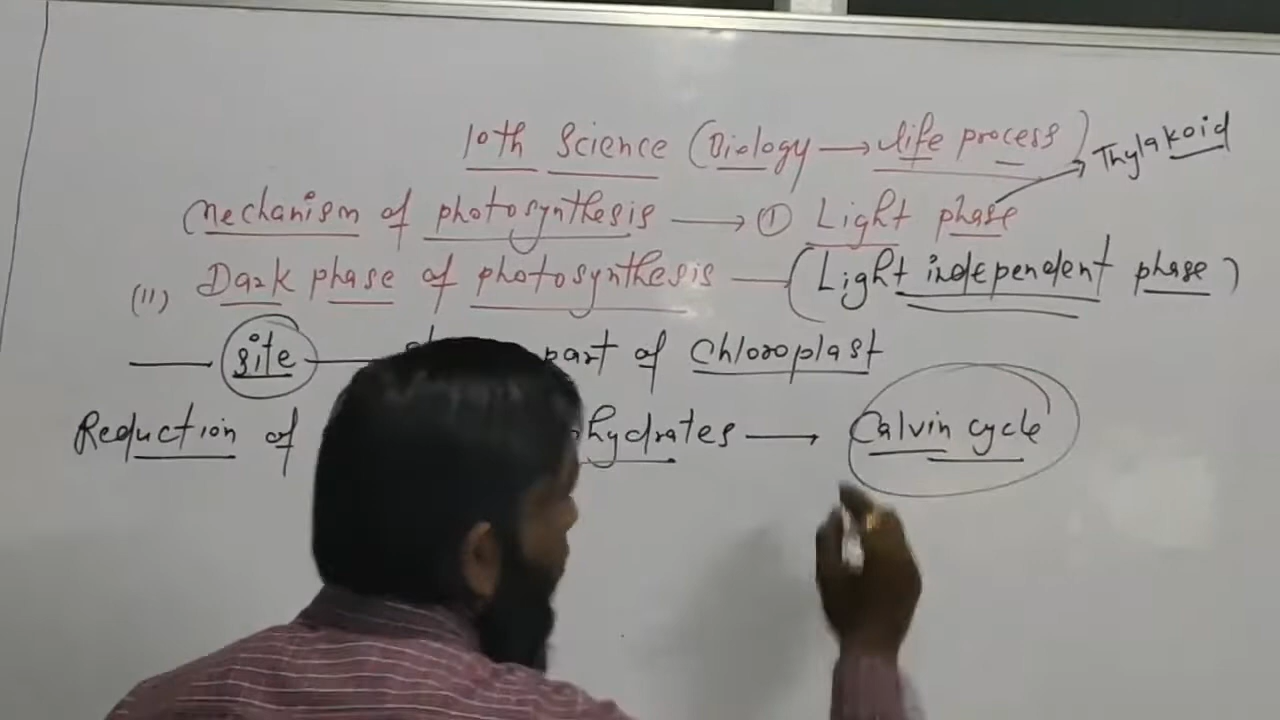 10th Science (Biology → life process)
Thylakoid
Mechanism of photosynthesis → ① Light phase
(11) Dark phase of photosynthesis — (Light independent phase)
— site — part of Chloroplast
Reduction of hydrates → Calvin cycle